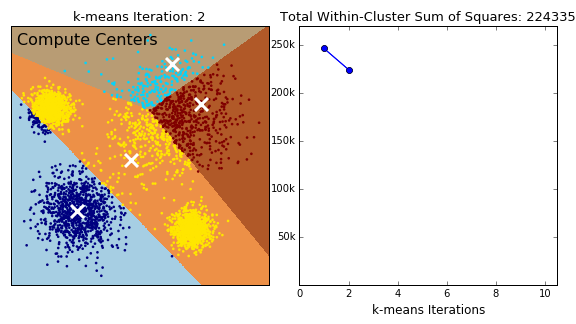 k-means Iteration: 2
Compute Centers
Total Within-Cluster Sum of Squares: 224335
250k
200k
150k
100k
50k
0 2 4 6 8 10
k-means Iterations